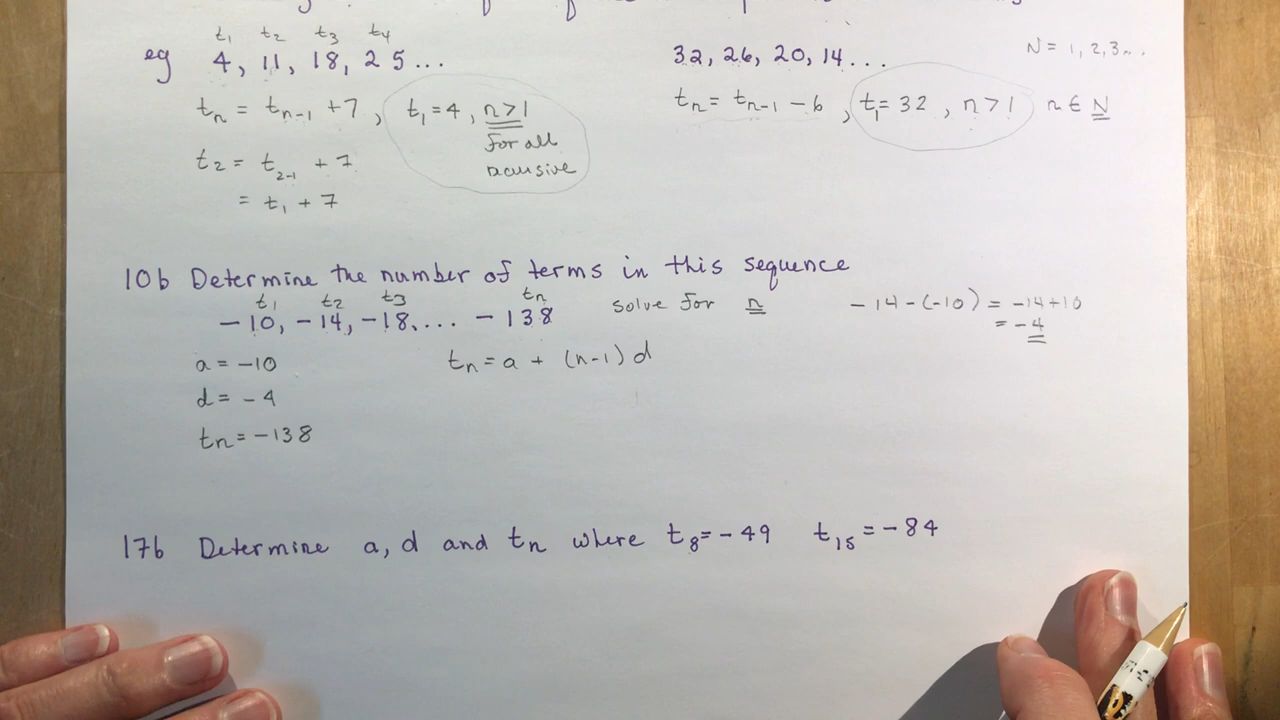 t₁ t₂ t₃ t₄
eg 4, 11, 18, 25...
tₙ = tₙ₋₁ + 7, t₁ = 4, n > 1
for all
recursive
t₂ = t₂₋₁ + 7
= t₁ + 7
32, 26, 20, 14...
N = 1, 2, 3...
tₙ = tₙ₋₁ - 6, t₁ = 32, n > 1 n ∈ N
10b Determine the number of terms in this sequence
t₁ t₂ t₃ tₙ
-10, -14, -18, ... -138 solve for n
-14 - (-10) = -14 + 10
= -4
a = -10
tₙ = a + (n-1) d
d = -4
tₙ = -138
17b Determine a, d and tₙ where t₈ = -49 t₁₅ = -84